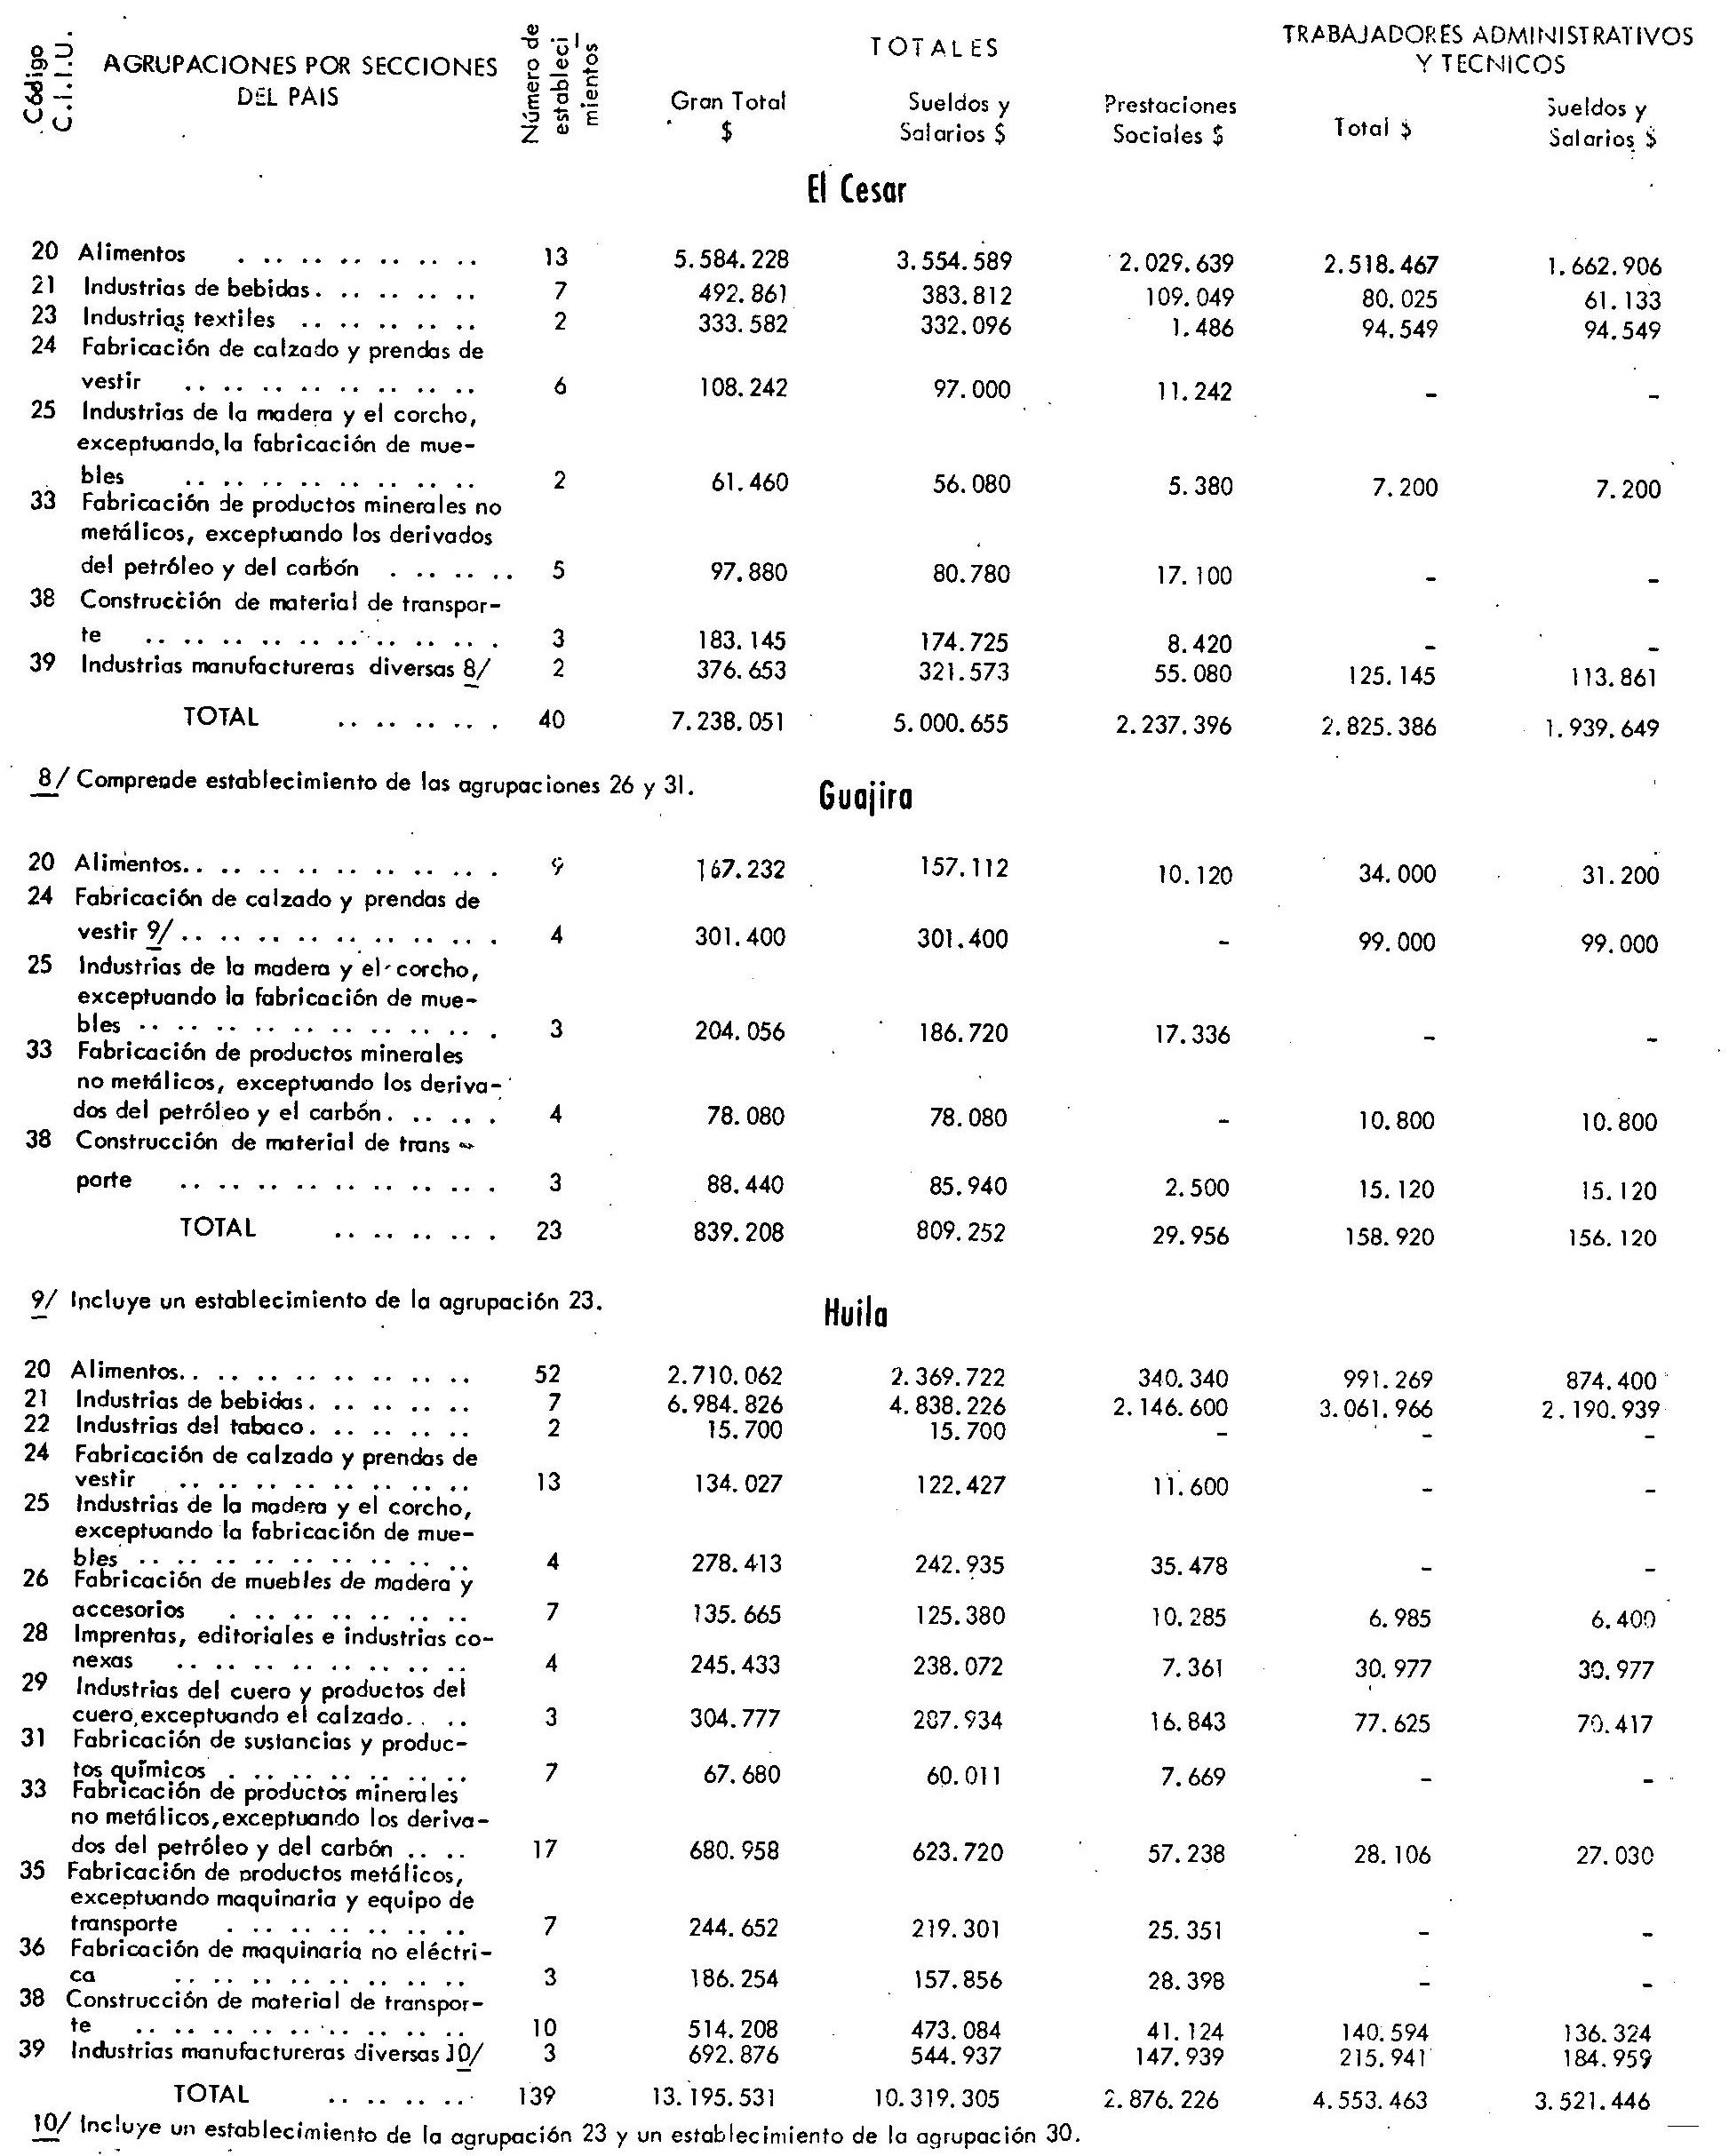 Código C.I.I.U. AGRUPACIONES POR SECCIONES DEL PAIS Número de estableci_mientos TOTALES TRABAJADORES ADMINISTRATIVOS Y TECNICOS
Gran Total $ Sueldos y Salarios $ Prestaciones Sociales $ Total $ Sueldos y Salarios $
El Cesar
20 Alimentos . .. .. .. .. .. .. 13 5.584.228 3.554.589 2.029.639 2.518.467 1.662.906
21 Industrias de bebidas. .. .. .. .. 7 492.861 383.812 109.049 80.025 61.133
23 Industrias textiles .. .. .. .. .. 2 333.582 332.096 1.486 94.549 94.549
24 Fabricación de calzado y prendas de
vestir .. .. .. .. .. .. .. .. 6 108.242 97.000 11.242 - -
25 Industrias de la madera y el corcho,
exceptuando,la fabricación de mue-
bles .. .. .. .. .. .. .. .. 2 61.460 56.080 5.380 7.200 7.200
33 Fabricación de productos minerales no
metálicos, exceptuando los derivados
del petróleo y del carbón . .. .. .. 5 97.880 80.780 17.100 - -
38 Construcción de material de transpor-
te .. .. .. .. .. .. .. .. .. . 3 183.145 174.725 8.420 - -
39 Industrias manufactureras diversas 8/ 2 376.653 321.573 55.080 125.145 113.861
TOTAL .. .. .. .. . 40 7.238.051 5.000.655 2.237.396 2.825.386 1.939.649
8/ Comprende establecimiento de las agrupaciones 26 y 31.
Guajira
20 Alimentos.. .. .. .. .. .. .. .. . 9 167.232 157.112 10.120 34.000 31.200
24 Fabricación de calzado y prendas de
vestir 9/ .. .. .. .. .. .. .. .. . 4 301.400 301.400 - 99.000 99.000
25 Industrias de la madera y el corcho,
exceptuando la fabricación de mue-
bles .. .. .. .. .. .. .. .. .. . 3 204.056 186.720 17.336 - -
33 Fabricación de productos minerales
no metálicos, exceptuando los deriva-
dos del petróleo y el carbón. .. .. . 4 78.080 78.080 - 10.800 10.800
38 Construcción de material de trans -
porte .. .. .. .. .. .. .. .. . 3 88.440 85.940 2.500 15.120 15.120
TOTAL .. .. .. .. . 23 839.208 809.252 29.956 158.920 156.120
9/ Incluye un establecimiento de la agrupación 23.
Huila
20 Alimentos.. .. .. .. .. .. .. .. 52 2.710.062 2.369.722 340.340 991.269 874.400
21 Industrias de bebidas. .. .. .. .. 7 6.984.826 4.838.226 2.146.600 3.061.966 2.190.939
22 Industrias del tabaco. .. .. .. .. 2 15.700 15.700 - - -
24 Fabricación de calzado y prendas de
vestir .. .. .. .. .. .. .. .. 13 134.027 122.427 11.600 - -
25 Industrias de la madera y el corcho,
exceptuando la fabricación de mue-
bles .. .. .. .. .. .. .. .. .. 4 278.413 242.935 35.478 - -
26 Fabricación de muebles de madera y
accesorios . .. .. .. .. .. .. 7 135.665 125.380 10.285 6.985 6.400
28 Imprentas, editoriales e industrias co-
nexas .. .. .. .. .. .. .. .. 4 245.433 238.072 7.361 30.977 30.977
29 Industrias del cuero y productos del
cuero,exceptuando el calzado.. .. 3 304.777 287.934 16.843 77.625 70.417
31 Fabricación de sustancias y produc-
tos químicos . .. .. .. .. .. .. 7 67.680 60.011 7.669 - -
33 Fabricación de productos minerales
no metálicos,exceptuando los deriva-
dos del petróleo y del carbón .. .. 17 680.958 623.720 57.238 28.106 27.030
35 Fabricación de productos metálicos,
exceptuando maquinaria y equipo de
transporte . .. .. .. .. .. .. 7 244.652 219.301 25.351 - -
36 Fabricación de maquinaria no eléctri-
ca .. .. .. .. .. .. .. .. 3 186.254 157.856 28.398 - -
38 Construcción de material de transpor-
te .. .. .. .. .. .. .. .. .. 10 514.208 473.084 41.124 140.594 136.324
39 Industrias manufactureras diversas 10/ 3 692.876 544.937 147.939 215.941 184.959
TOTAL .. .. .. .. 139 13.195.531 10.319.305 2.876.226 4.553.463 3.521.446
10/ Incluye un establecimiento de la agrupación 23 y un establecimiento de la agrupación 30.